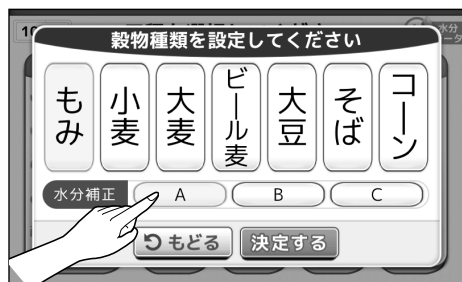 穀物種類を設定してください
もみ
小麦
大麦
ビール麦
大豆
そば
コーン
水分補正
A
B
C
もどる
決定する